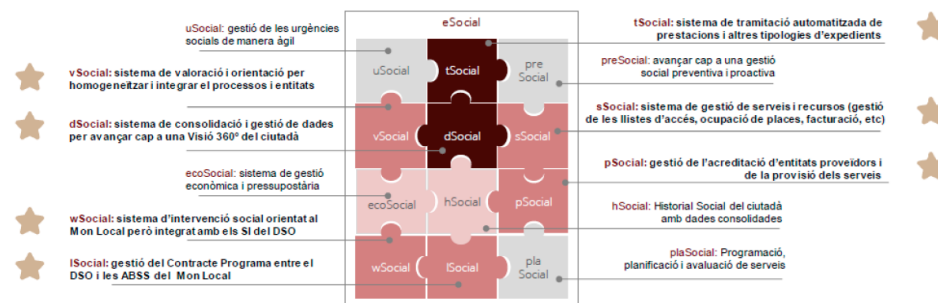 eSocial
uSocial: gestió de les urgències
socials de manera àgil
vSocial: sistema de valoració i orientació per
homogeneïtzar i integrar el processos i entitats
dSocial: sistema de consolidació i gestió de dades
per avançar cap a una Visió 360º del ciutadà
ecoSocial: sistema de gestió
econòmica i pressupostària
wSocial: sistema d'intervenció social orientat al
Mon Local però integrat amb els SI del DSO
lSocial: gestió del Contracte Programa entre el
DSO i les ABSS del Mon Local
uSocial
tSocial
pre
Social
vSocial
dSocial
sSocial
ecoSocial
hSocial
pSocial
wSocial
lSocial
pla
Social
tSocial: sistema de tramitació automatitzada de
prestacions i altres tipologies d'expedients
preSocial: avançar cap a una gestió
social preventiva i proactiva
sSocial: sistema de gestió de serveis i recursos (gestió
de les llistes d'accés, ocupació de places, facturació, etc)
pSocial: gestió de l'acreditació d'entitats proveïdors i
de la provisió dels serveis
hSocial: Historial Social del ciutadà
amb dades consolidades
plaSocial: Programació,
planificació i avaluació de serveis